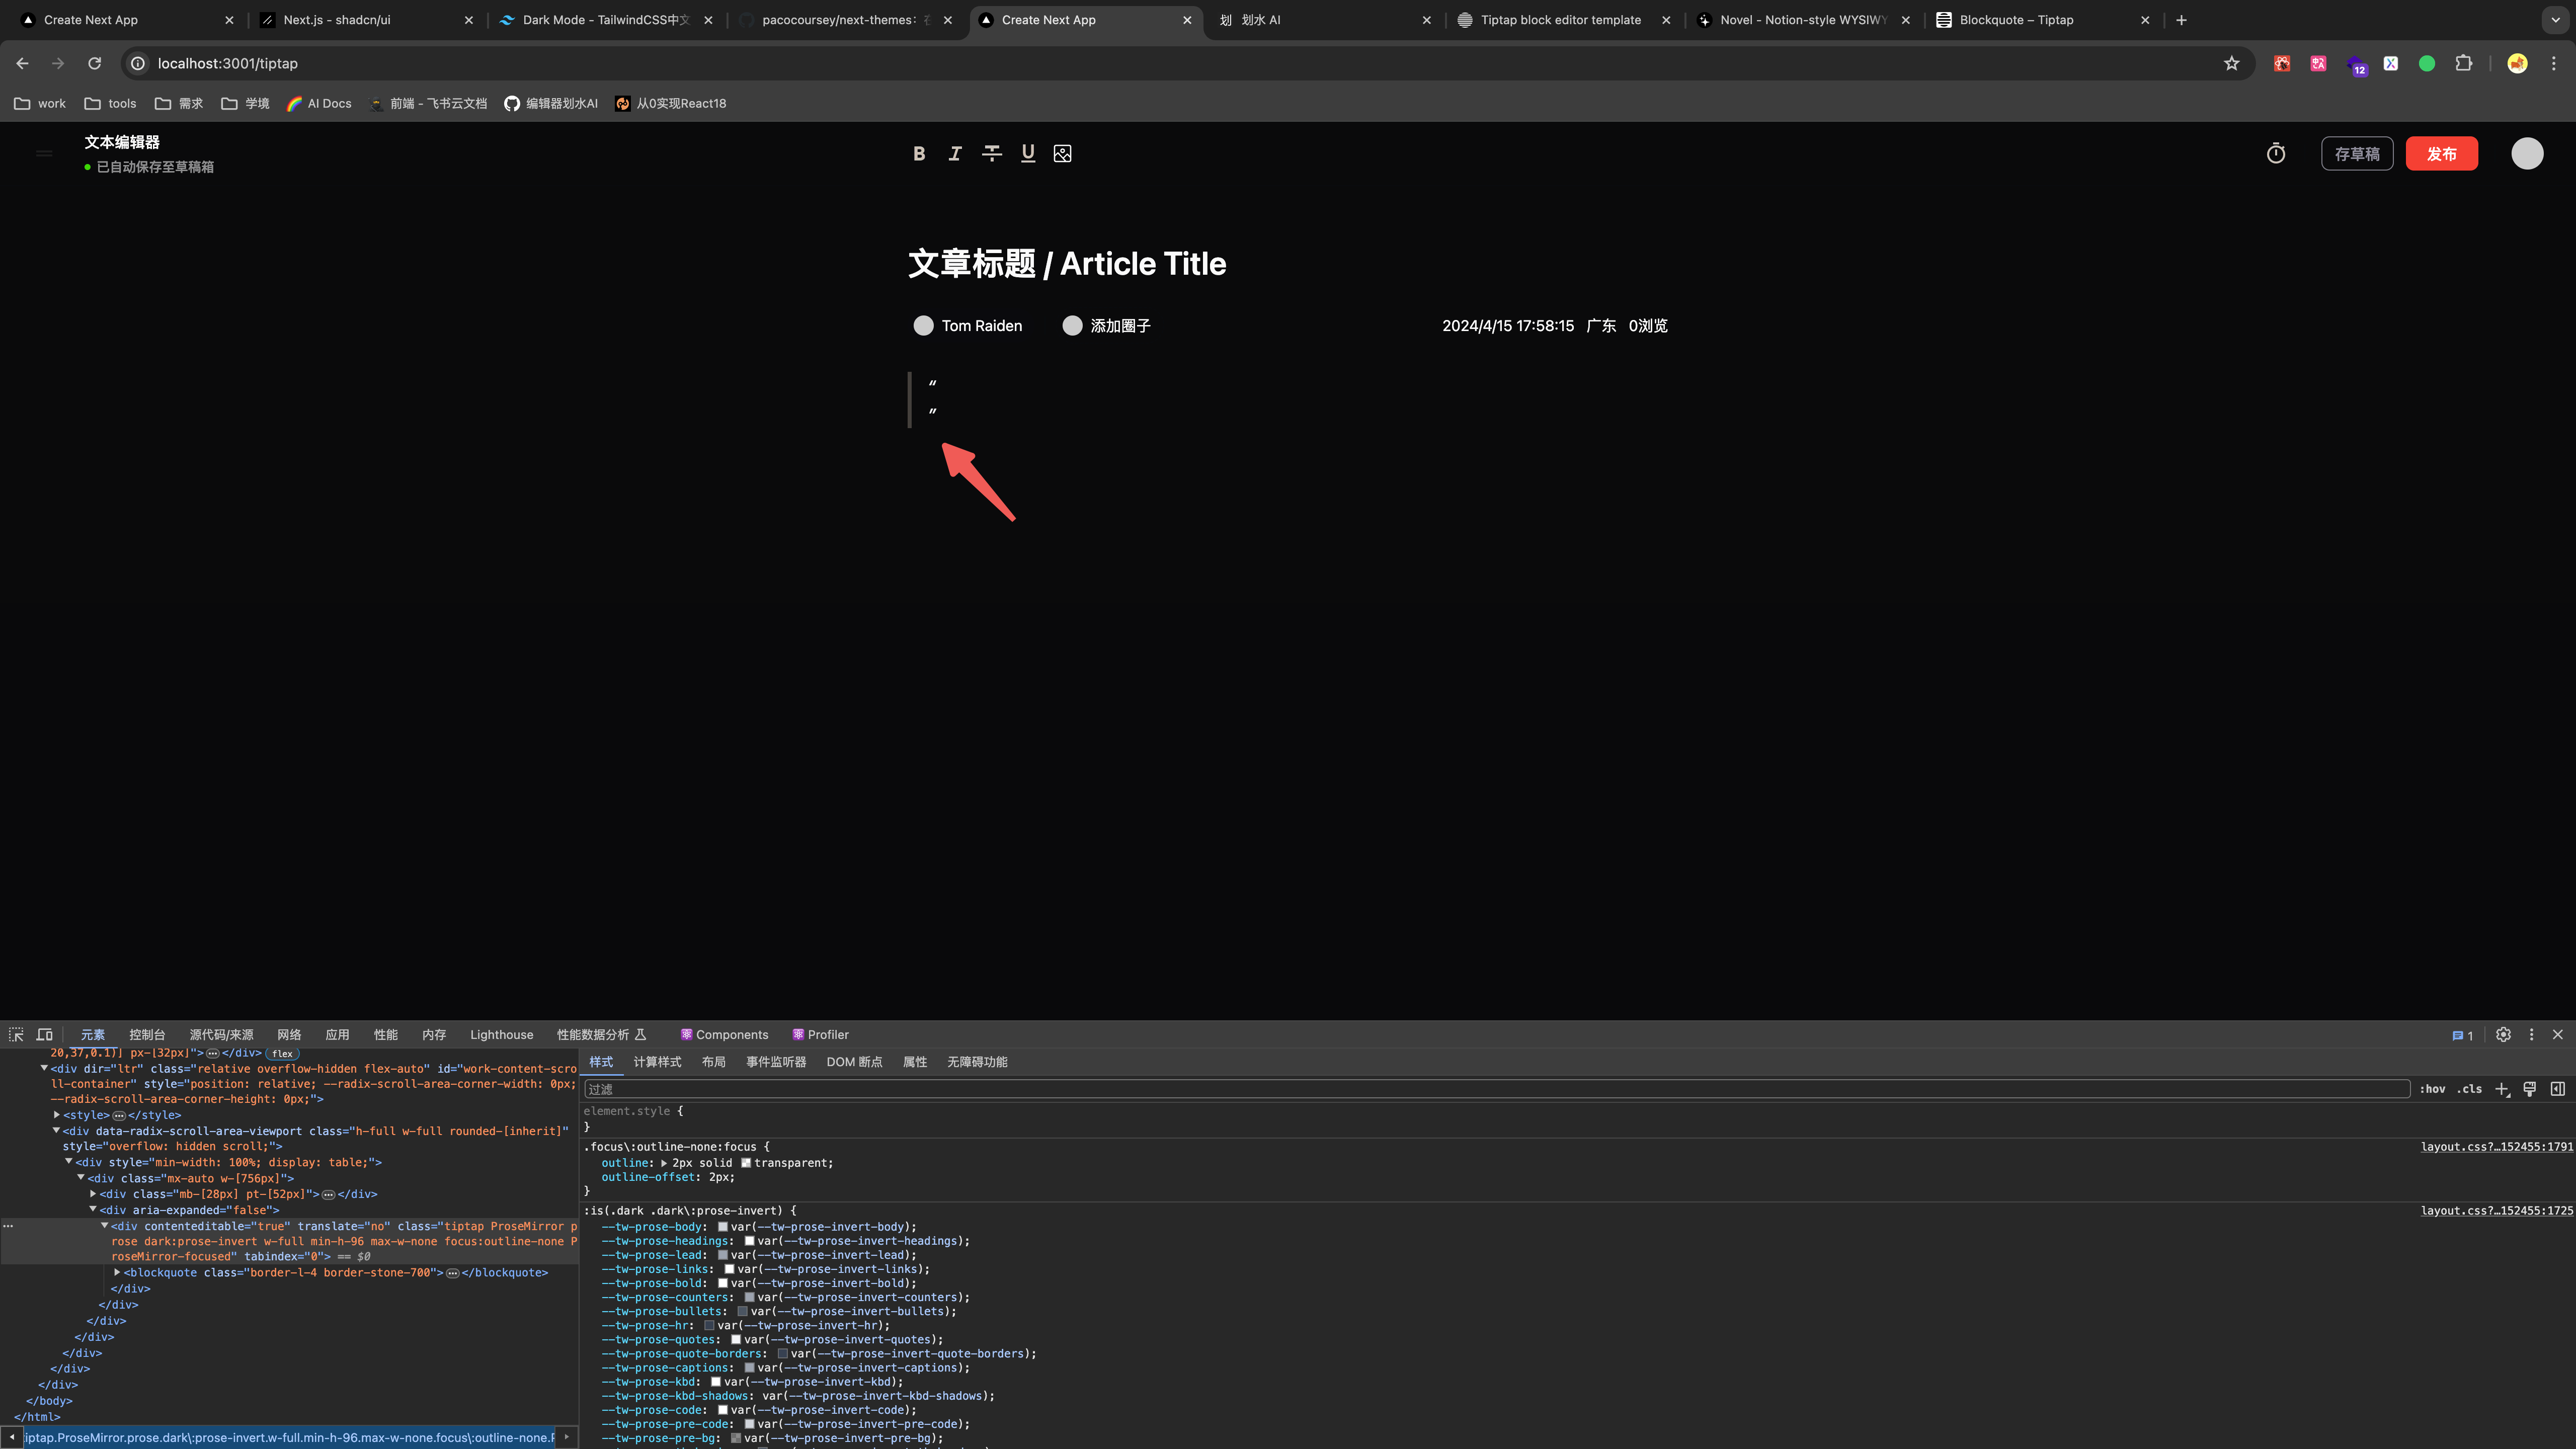 Create Next App
Next.js - shadcn/ui
Dark Mode - TailwindCSS中文
pacocoursey/next-themes:
Create Next App
划 划水 AI
Tiptap block editor template
Novel - Notion-style WYSIWY
Blockquote – Tiptap
localhost:3001/tiptap
12
work
tools
需求
学境
AI Docs
前端 - 飞书云文档
编辑器划水AI
从0实现React18
文本编辑器
已自动保存至草稿箱
B I T U
存草稿
发布
文章标题 / Article Title
Tom Raiden
添加圈子
2024/4/15 17:58:15 广东 0浏览
“
”
元素
控制台
源代码/来源
网络
应用
性能
内存
Lighthouse
性能数据分析
Components
Profiler
1
20,37,0.1)] px-[32px]">…</div> flex
<div dir="ltr" class="relative overflow-hidden flex-auto" id="work-content-scro
ll-container" style="position: relative; --radix-scroll-area-corner-width: 0px;
--radix-scroll-area-corner-height: 0px;">
<style>…</style>
<div data-radix-scroll-area-viewport class="h-full w-full rounded-[inherit]"
style="overflow: hidden scroll;">
<div style="min-width: 100%; display: table;">
<div class="mx-auto w-[756px]">
<div class="mb-[28px] pt-[52px]">…</div>
<div aria-expanded="false">
<div contenteditable="true" translate="no" class="tiptap ProseMirror p
rose dark:prose-invert w-full min-h-96 max-w-none focus:outline-none P
roseMirror-focused" tabindex="0"> == $0
<blockquote class="border-l-4 border-stone-700">…</blockquote>
</div>
</div>
</div>
</div>
</div>
</div>
</div>
</body>
</html>
tiptap.ProseMirror.prose.dark\:prose-invert.w-full.min-h-96.max-w-none.focus\:outline-none.
样式
计算样式
布局
事件监听器
DOM 断点
属性
无障碍功能
过滤
:hov .cls
element.style {
}
.focus\:outline-none:focus {
layout.css?…152455:1791
outline: 2px solid transparent;
outline-offset: 2px;
}
:is(.dark .dark\:prose-invert) {
layout.css?…152455:1725
--tw-prose-body: var(--tw-prose-invert-body);
--tw-prose-headings: var(--tw-prose-invert-headings);
--tw-prose-lead: var(--tw-prose-invert-lead);
--tw-prose-links: var(--tw-prose-invert-links);
--tw-prose-bold: var(--tw-prose-invert-bold);
--tw-prose-counters: var(--tw-prose-invert-counters);
--tw-prose-bullets: var(--tw-prose-invert-bullets);
--tw-prose-hr: var(--tw-prose-invert-hr);
--tw-prose-quotes: var(--tw-prose-invert-quotes);
--tw-prose-quote-borders: var(--tw-prose-invert-quote-borders);
--tw-prose-captions: var(--tw-prose-invert-captions);
--tw-prose-kbd: var(--tw-prose-invert-kbd);
--tw-prose-kbd-shadows: var(--tw-prose-invert-kbd-shadows);
--tw-prose-code: var(--tw-prose-invert-code);
--tw-prose-pre-code: var(--tw-prose-invert-pre-code);
--tw-prose-pre-bg: var(--tw-prose-invert-pre-bg);